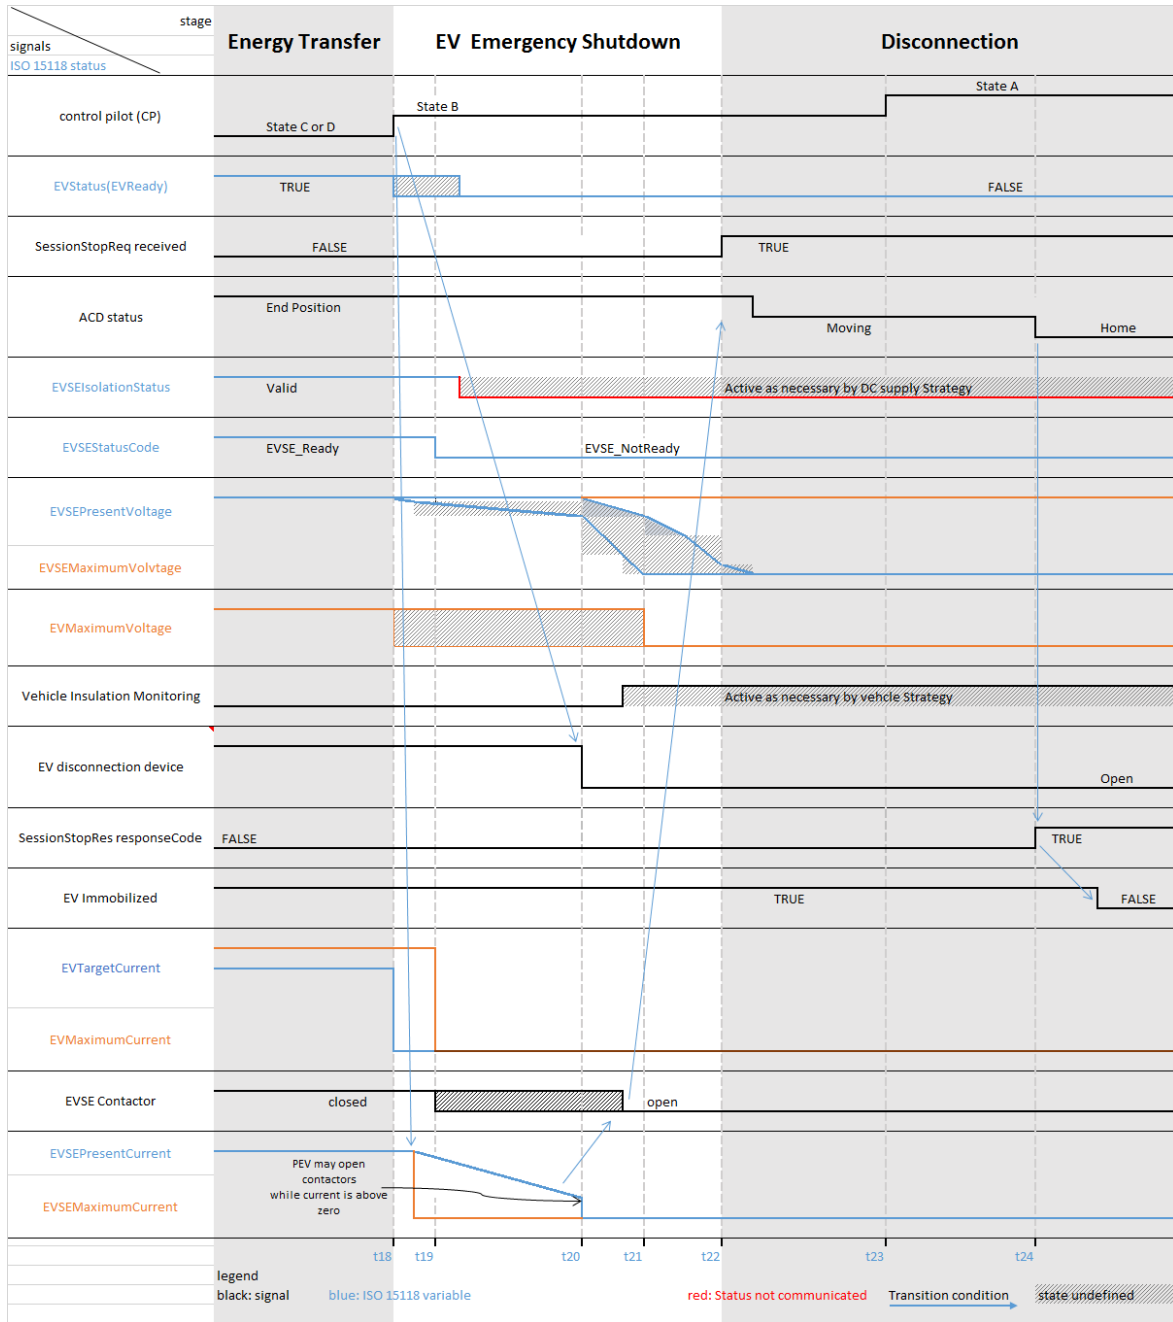 stage
signals
ISO 15118 status
Energy Transfer
EV Emergency Shutdown
Disconnection
control pilot (CP)
State C or D
State B
State A
EVStatus(EVReady)
TRUE
FALSE
SessionStopReq received
FALSE
TRUE
ACD status
End Position
Moving
Home
EVSEIsolationStatus
Valid
Active as necessary by DC supply Strategy
EVSEStatusCode
EVSE_Ready
EVSE_NotReady
EVSEPresentVoltage
EVSEMaximumVolvtage
EVMaximumVoltage
Vehicle Insulation Monitoring
Active as necessary by vehcle Strategy
EV disconnection device
Open
SessionStopRes responseCode
FALSE
TRUE
EV Immobilized
TRUE
FALSE
EVTargetCurrent
EVMaximumCurrent
EVSE Contactor
closed
open
EVSEPresentCurrent
EVSEMaximumCurrent
PEV may open
contactors
while current is above
zero
t18
t19
t20
t21
t22
t23
t24
legend
black: signal
blue: ISO 15118 variable
red: Status not communicated
Transition condition
state undefined